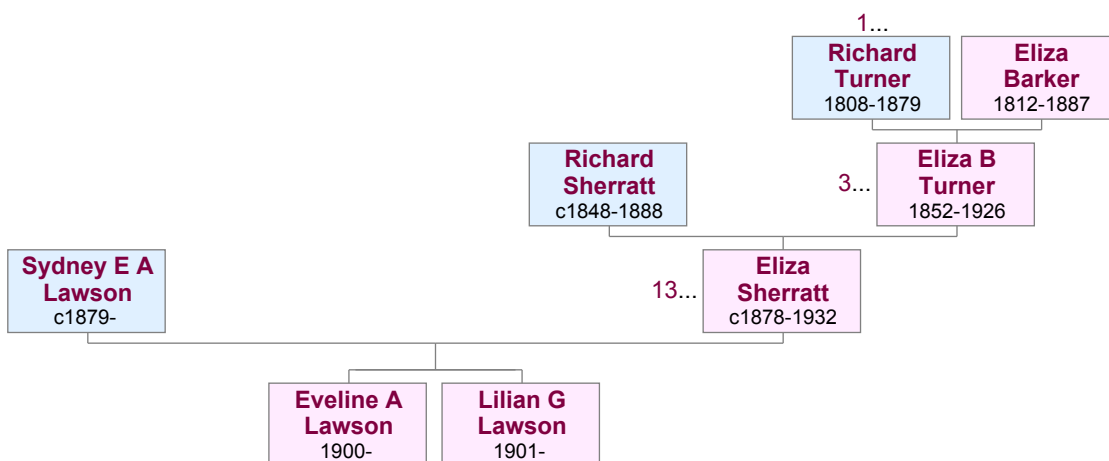 1...
Richard
Turner
1808-1879
Eliza
Barker
1812-1887
Richard
Sherratt
c1848-1888
3...
Eliza B
Turner
1852-1926
Sydney E A
Lawson
c1879-
13...
Eliza
Sherratt
c1878-1932
Eveline A
Lawson
1900-
Lilian G
Lawson
1901-